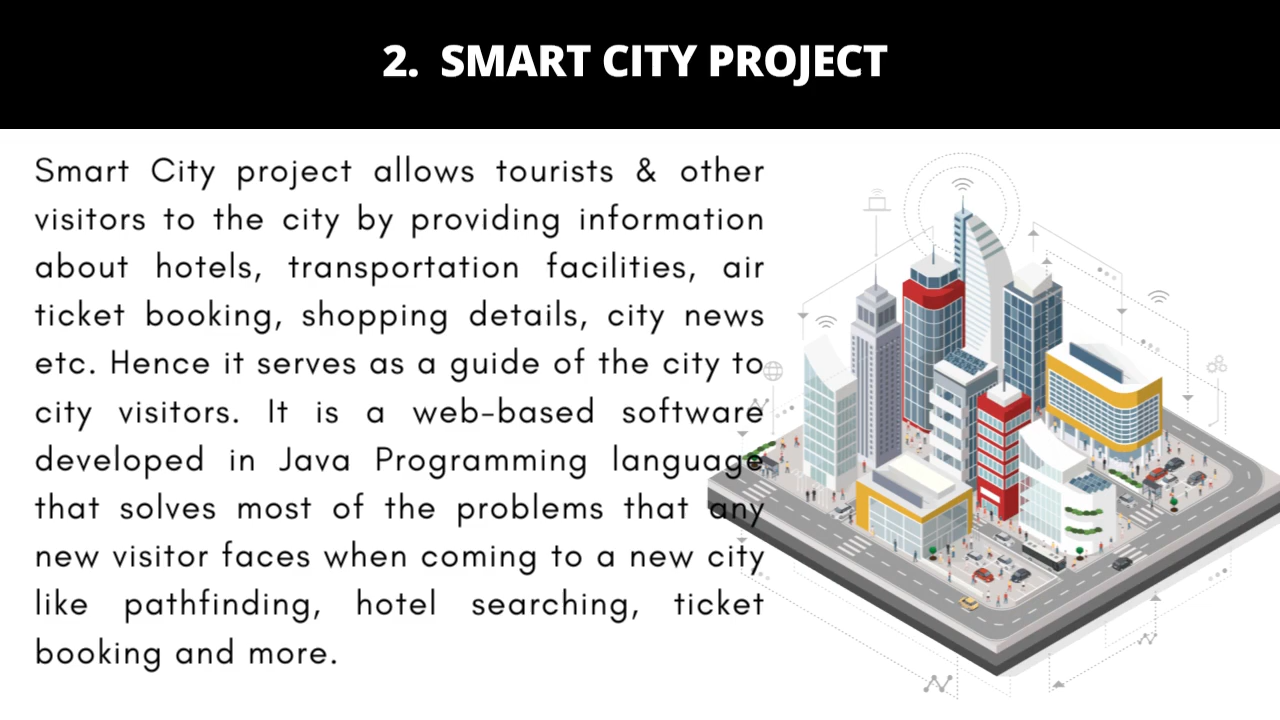 2. SMART CITY PROJECT
Smart City project allows tourists & other
visitors to the city by providing information
about hotels, transportation facilities, air
ticket booking, shopping details, city news
etc. Hence it serves as a guide of the city to
city visitors. It is a web-based software
developed in Java Programming language
that solves most of the problems that any
new visitor faces when coming to a new city
like pathfinding, hotel searching, ticket
booking and more.